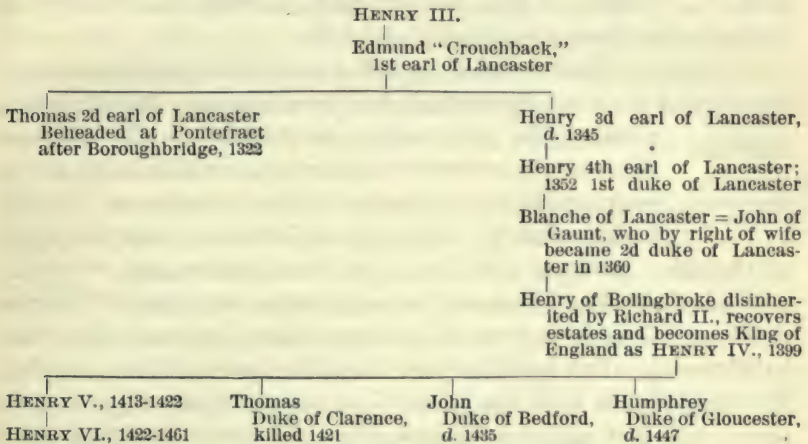 HENRY III.
Edmund “Crouchback,”
1st earl of Lancaster
Thomas 2d earl of Lancaster
Beheaded at Pontefract
after Boroughbridge, 1322
Henry 3d earl of Lancaster,
d. 1345
Henry 4th earl of Lancaster;
1352 1st duke of Lancaster
Blanche of Lancaster = John of
Gaunt, who by right of wife
became 2d duke of Lancas-
ter in 1360
Henry of Bolingbroke disinher-
ited by Richard II., recovers
estates and becomes King of
England as HENRY IV., 1399
HENRY V., 1413-1422
HENRY VI., 1422-1461
Thomas
Duke of Clarence,
killed 1421
John
Duke of Bedford,
d. 1435
Humphrey
Duke of Gloucester,
d. 1447